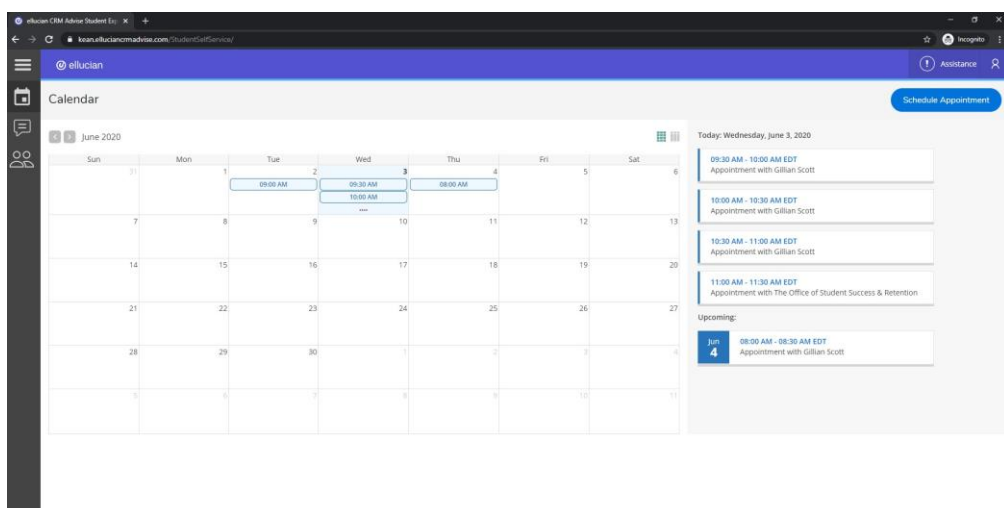 ellucian CRM Advise Student Exp
kean.elluciancrmadvise.com/StudentSelfService/
Incognito
ellucian
Assistance
Calendar
Schedule Appointment
June 2020
Sun Mon Tue Wed Thu Fri Sat
31 1 2 3 4 5 6
09:00 AM 09:30 AM 08:00 AM
10:00 AM
7 8 9 10 11 12 13
14 15 16 17 18 19 20
21 22 23 24 25 26 27
28 29 30 1 2 3 4
5 6 7 8 9 10 11
Today: Wednesday, June 3, 2020
09:30 AM - 10:00 AM EDT
Appointment with Gillian Scott
10:00 AM - 10:30 AM EDT
Appointment with Gillian Scott
10:30 AM - 11:00 AM EDT
Appointment with Gillian Scott
11:00 AM - 11:30 AM EDT
Appointment with The Office of Student Success & Retention
Upcoming:
Jun
4
08:00 AM - 08:30 AM EDT
Appointment with Gillian Scott